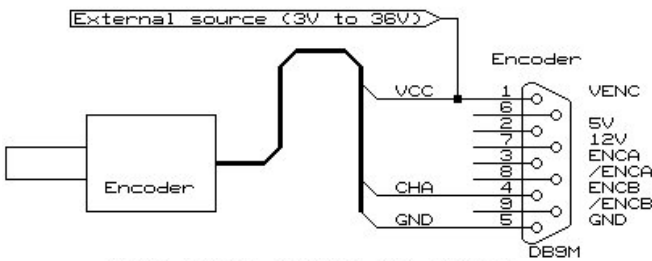 External source (3V to 36V)
Encoder
VCC
1
VENC
6
2
5V
7
12V
3
ENCA
8
/ENCA
Encoder
CHA
4
ENCB
9
/ENCB
GND
5
GND
DB9M